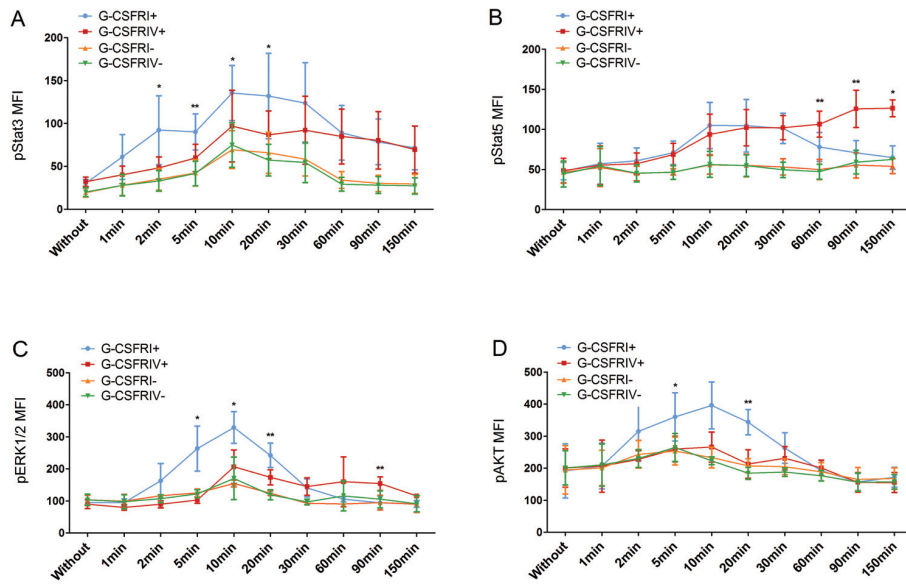 A
G-CSFRI+
G-CSFRIV+
G-CSFRI-
G-CSFRIV-
pStat3 MFI
200
150
100
50
0
* ** * *
Without 1min 2min 5min 10min 20min 30min 60min 90min 150min
B
G-CSFRI+
G-CSFRIV+
G-CSFRI-
G-CSFRIV-
pStat5 MFI
200
150
100
50
0
** ** *
Without 1min 2min 5min 10min 20min 30min 60min 90min 150min
C
G-CSFRI+
G-CSFRIV+
G-CSFRI-
G-CSFRIV-
pERK1/2 MFI
500
400
300
200
100
0
* * ** **
Without 1min 2min 5min 10min 20min 30min 60min 90min 150min
D
G-CSFRI+
G-CSFRIV+
G-CSFRI-
G-CSFRIV-
pAKT MFI
500
400
300
200
100
0
* **
Without 1min 2min 5min 10min 20min 30min 60min 90min 150min